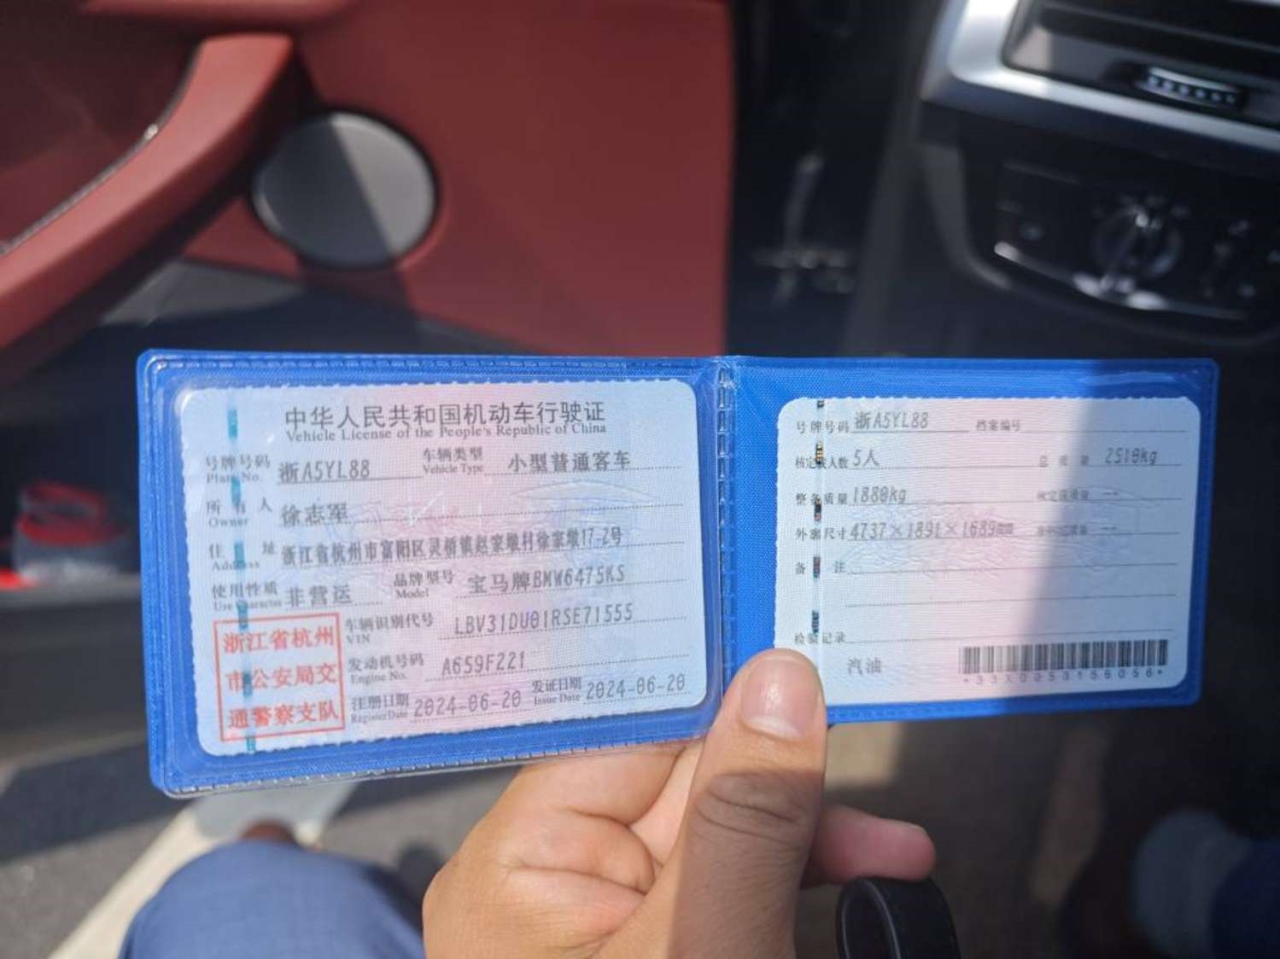 中华人民共和国机动车行驶证
Vehicle License of the People's Republic of China
号牌号码 浙A5YL88 车辆类型 小型普通客车
Plate No. Vehicle Type
所有人 徐志军
Owner
住址 浙江省杭州市富阳区灵桥镇赵家墩村徐家墩17-2号
Address
使用性质 非营运 品牌型号 宝马牌BMW6475KS
Use Character Model
浙江省杭州
市公安局交
通警察支队
车辆识别代号 LBV31DU01RSE71555
VIN
发动机号码 A659F221
Engine No.
注册日期 2024-06-20 发证日期 2024-06-20
Register Date Issue Date
号牌号码 浙A5YL88 档案编号
核定载人数 5人 总质量 2510kg
整备质量 1880kg 核定载质量 --
外廓尺寸 4737×1891×1689mm --
备注
检验记录
汽油